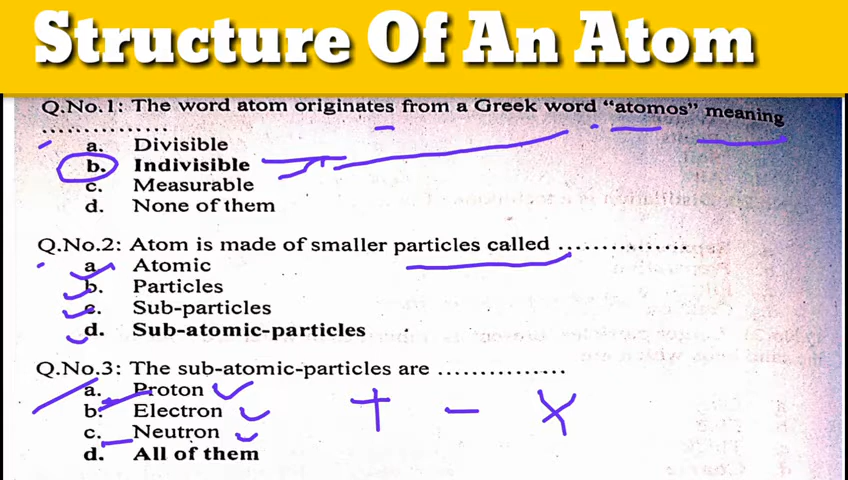 Structure Of An Atom
Q.No.1: The word atom originates from a Greek word "atomos" meaning
................
a. Divisible
b. Indivisible
c. Measurable
d. None of them
Q.No.2: Atom is made of smaller particles called ................
a. Atomic
b. Particles
c. Sub-particles
d. Sub-atomic-particles
Q.No.3: The sub-atomic-particles are ................
a. Proton
b. Electron
c. Neutron
d. All of them
+ - x